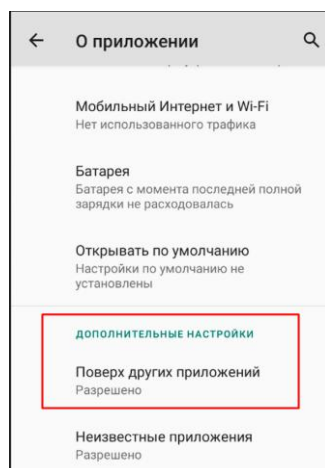 О приложении
Мобильный Интернет и Wi-Fi
Нет использованного трафика
Батарея
Батарея с момента последней полной
зарядки не расходовалась
Открывать по умолчанию
Настройки по умолчанию не
установлены
ДОПОЛНИТЕЛЬНЫЕ НАСТРОЙКИ
Поверх других приложений
Разрешено
Неизвестные приложения
Разрешено